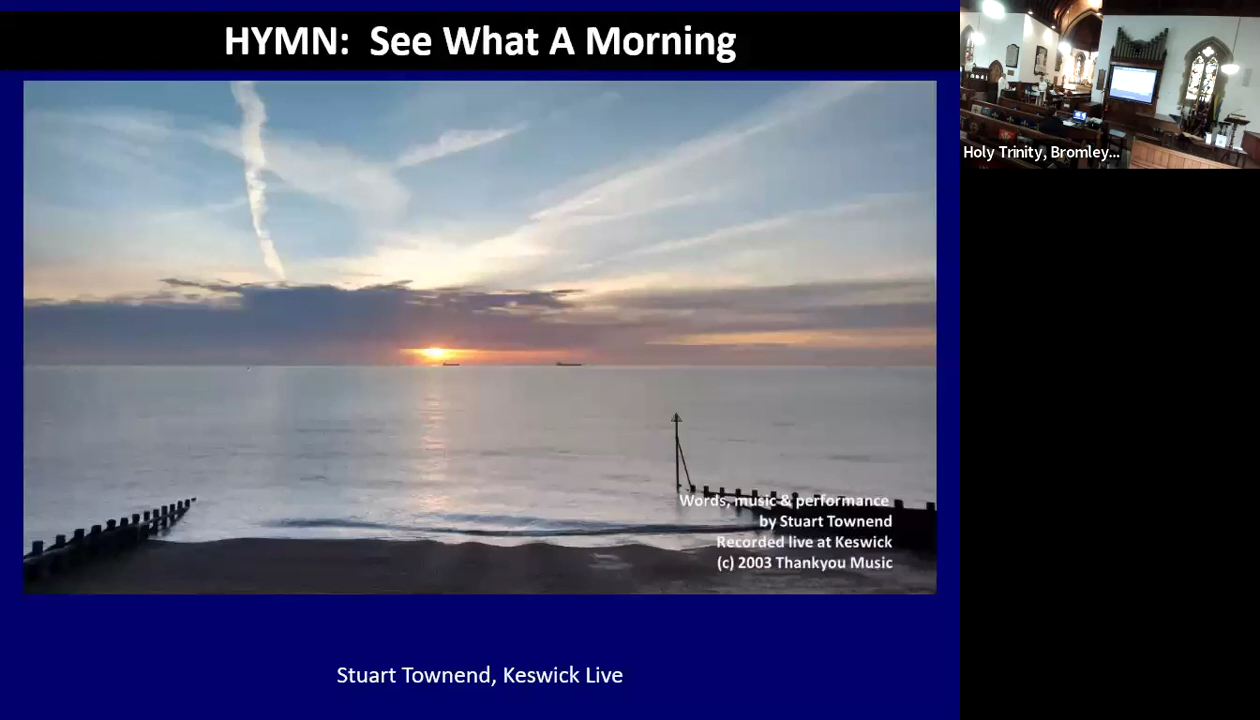 HYMN:  See What A Morning
Holy Trinity, Bromley...
Words, music & performance
by Stuart Townend
Recorded live at Keswick
(c) 2003 Thankyou Music
Stuart Townend, Keswick Live